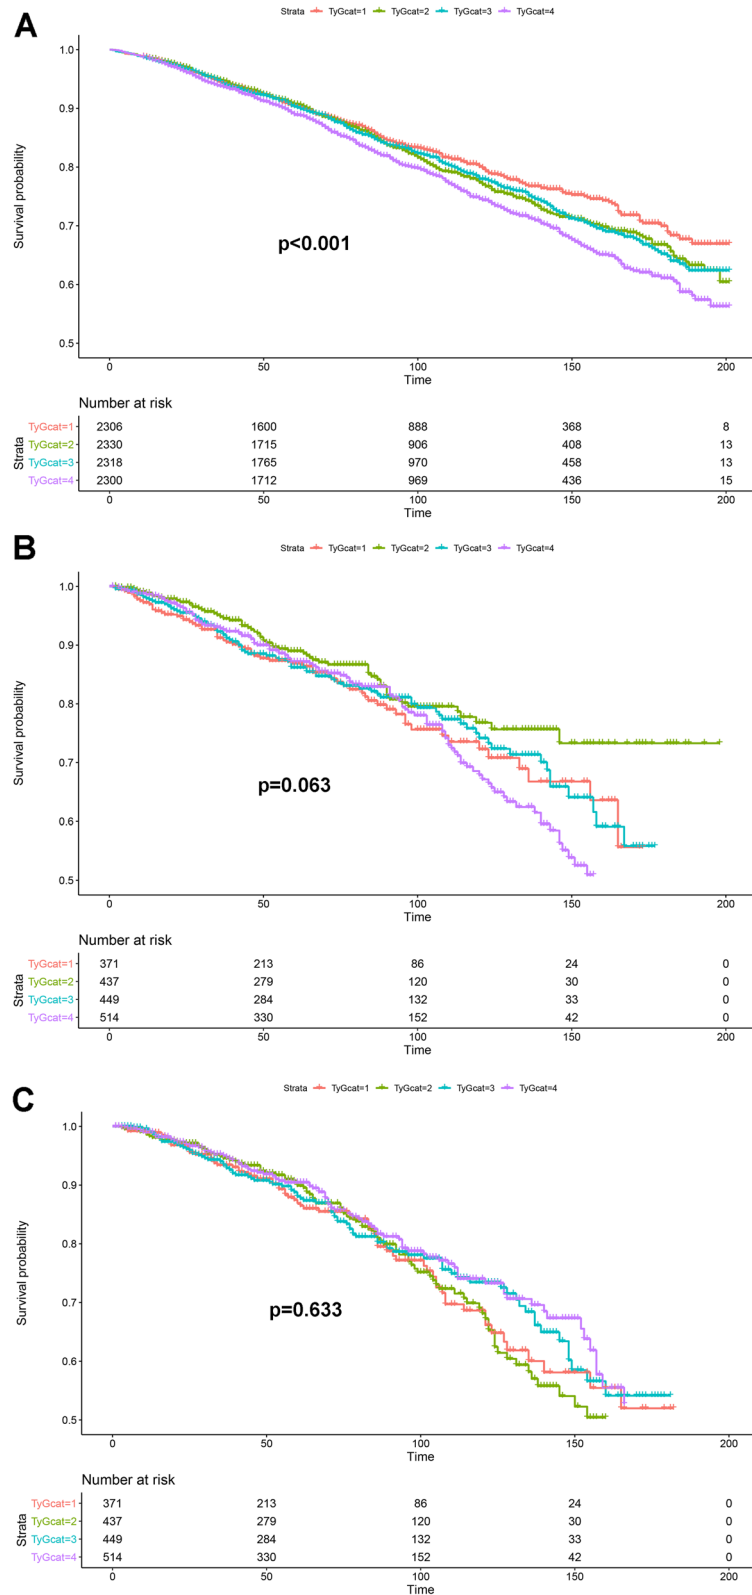 A
Strata TyGcat=1 TyGcat=2 TyGcat=3 TyGcat=4
1.0
0.9
0.8
0.7
0.6
0.5
Survival probability
p<0.001
0 50 100 150 200
Time
Number at risk
Strata
TyGcat=1 2306 1600 888 368 8
TyGcat=2 2330 1715 906 408 13
TyGcat=3 2318 1765 970 458 13
TyGcat=4 2300 1712 969 436 15
0 50 100 150 200
Time
B
Strata TyGcat=1 TyGcat=2 TyGcat=3 TyGcat=4
1.0
0.9
0.8
0.7
0.6
0.5
Survival probability
p=0.063
0 50 100 150 200
Time
Number at risk
Strata
TyGcat=1 371 213 86 24 0
TyGcat=2 437 279 120 30 0
TyGcat=3 449 284 132 33 0
TyGcat=4 514 330 152 42 0
0 50 100 150 200
Time
C
Strata TyGcat=1 TyGcat=2 TyGcat=3 TyGcat=4
1.0
0.9
0.8
0.7
0.6
0.5
Survival probability
p=0.633
0 50 100 150 200
Time
Number at risk
Strata
TyGcat=1 371 213 86 24 0
TyGcat=2 437 279 120 30 0
TyGcat=3 449 284 132 33 0
TyGcat=4 514 330 152 42 0
0 50 100 150 200
Time